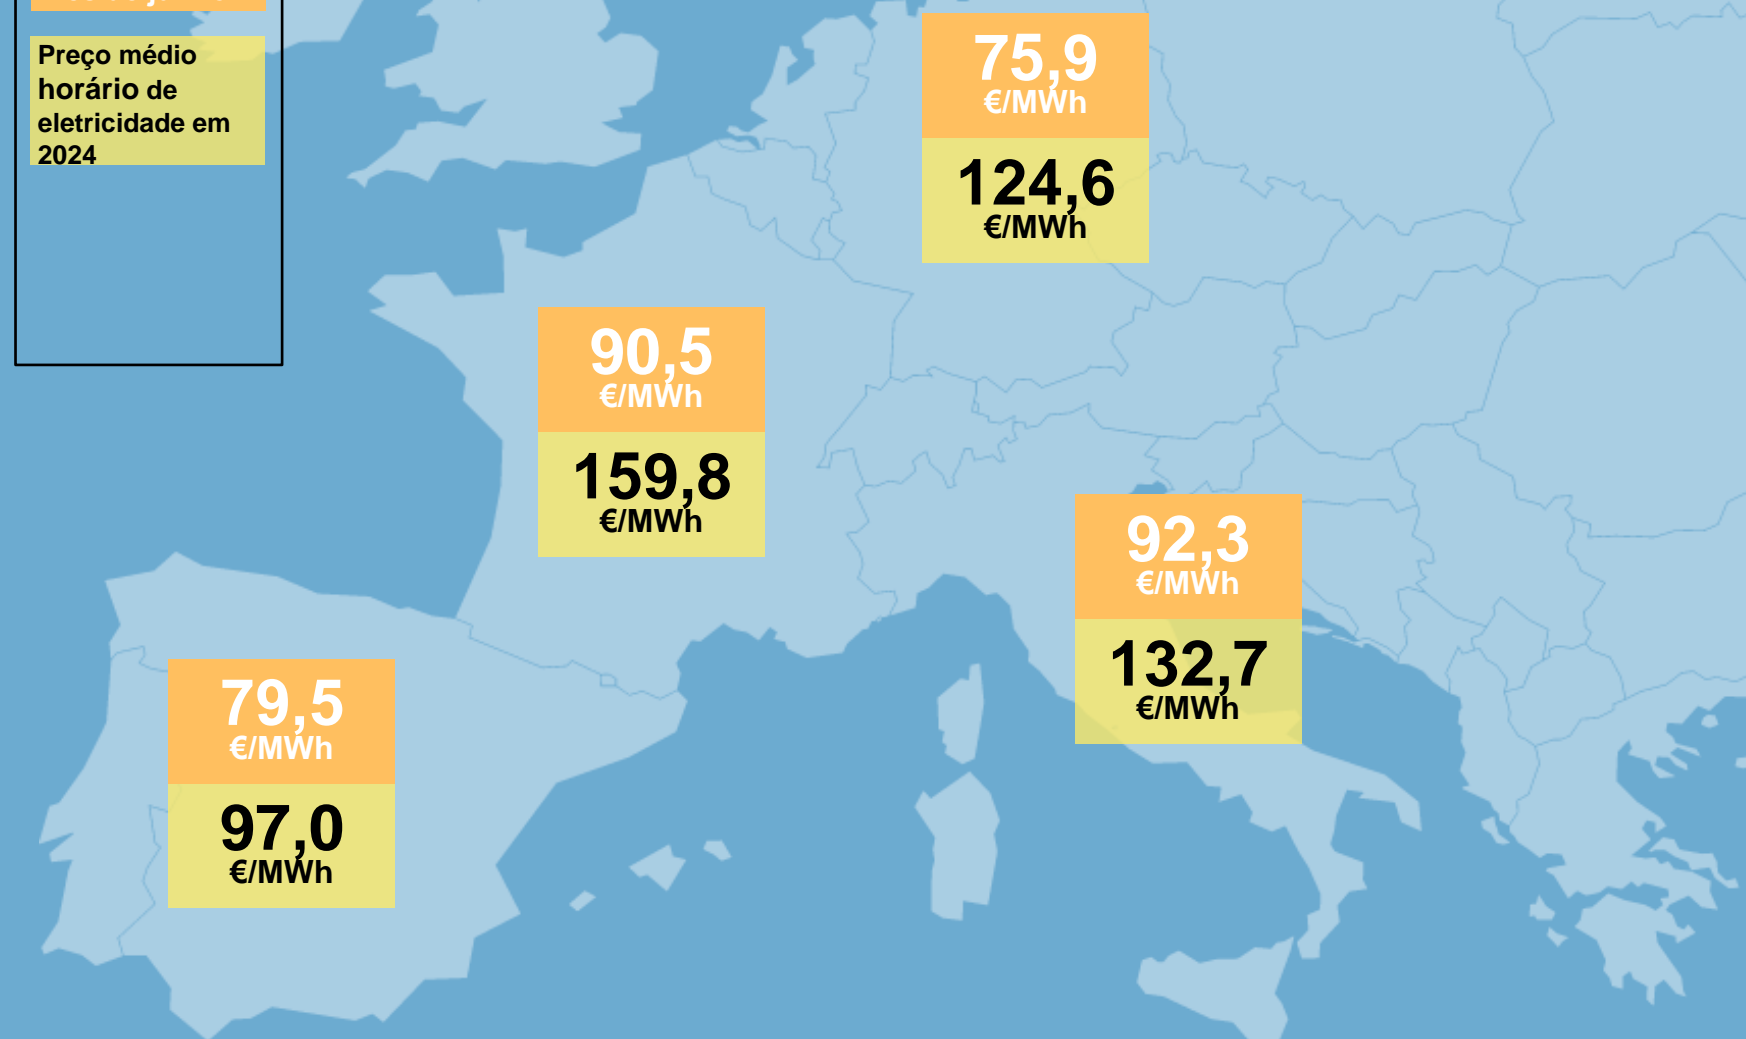 Preço médio
horário de
eletricidade em
2024
75,9
€/MWh
124,6
€/MWh
90,5
€/MWh
159,8
€/MWh
92,3
€/MWh
132,7
€/MWh
79,5
€/MWh
97,0
€/MWh